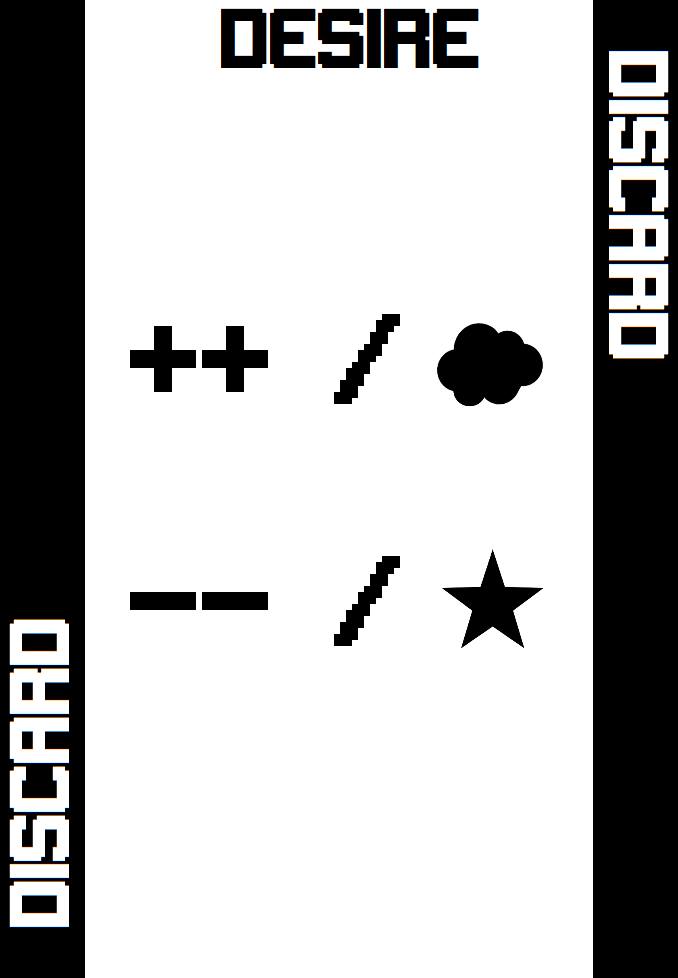 DESIRE
++ /
-- /
DISCARD
DISCARD